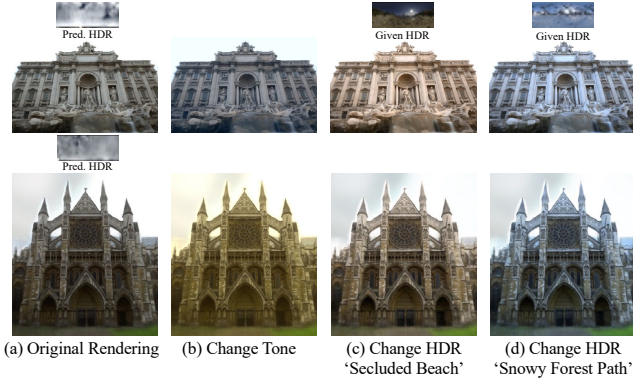 Pred. HDR
Given HDR
Given HDR
Pred. HDR
(a) Original Rendering
(b) Change Tone
(c) Change HDR
'Secluded Beach'
(d) Change HDR
'Snowy Forest Path'